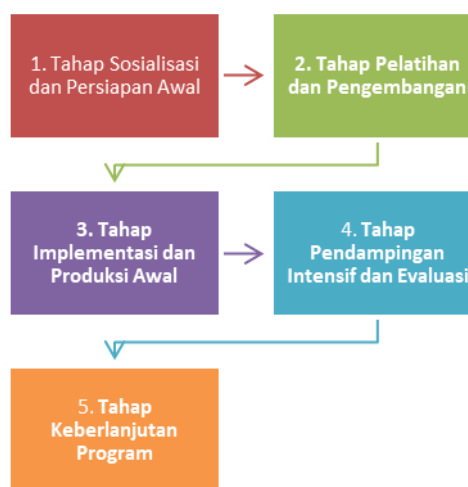 1. Tahap Sosialisasi
dan Persiapan Awal
2. Tahap Pelatihan
dan Pengembangan
3. Tahap
Implementasi dan
Produksi Awal
4. Tahap
Pendampingan
Intensif dan Evaluasi
5. Tahap
Keberlanjutan
Program